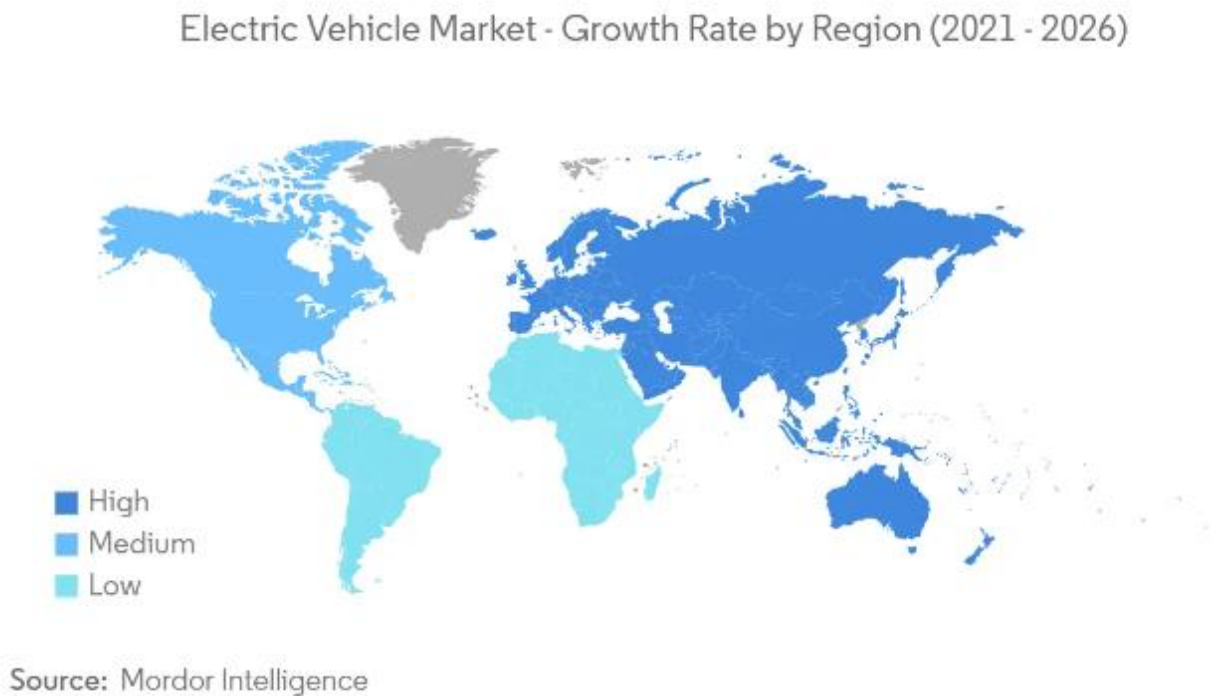 Electric Vehicle Market - Growth Rate by Region (2021 - 2026)
High
Medium
Low
Source: Mordor Intelligence